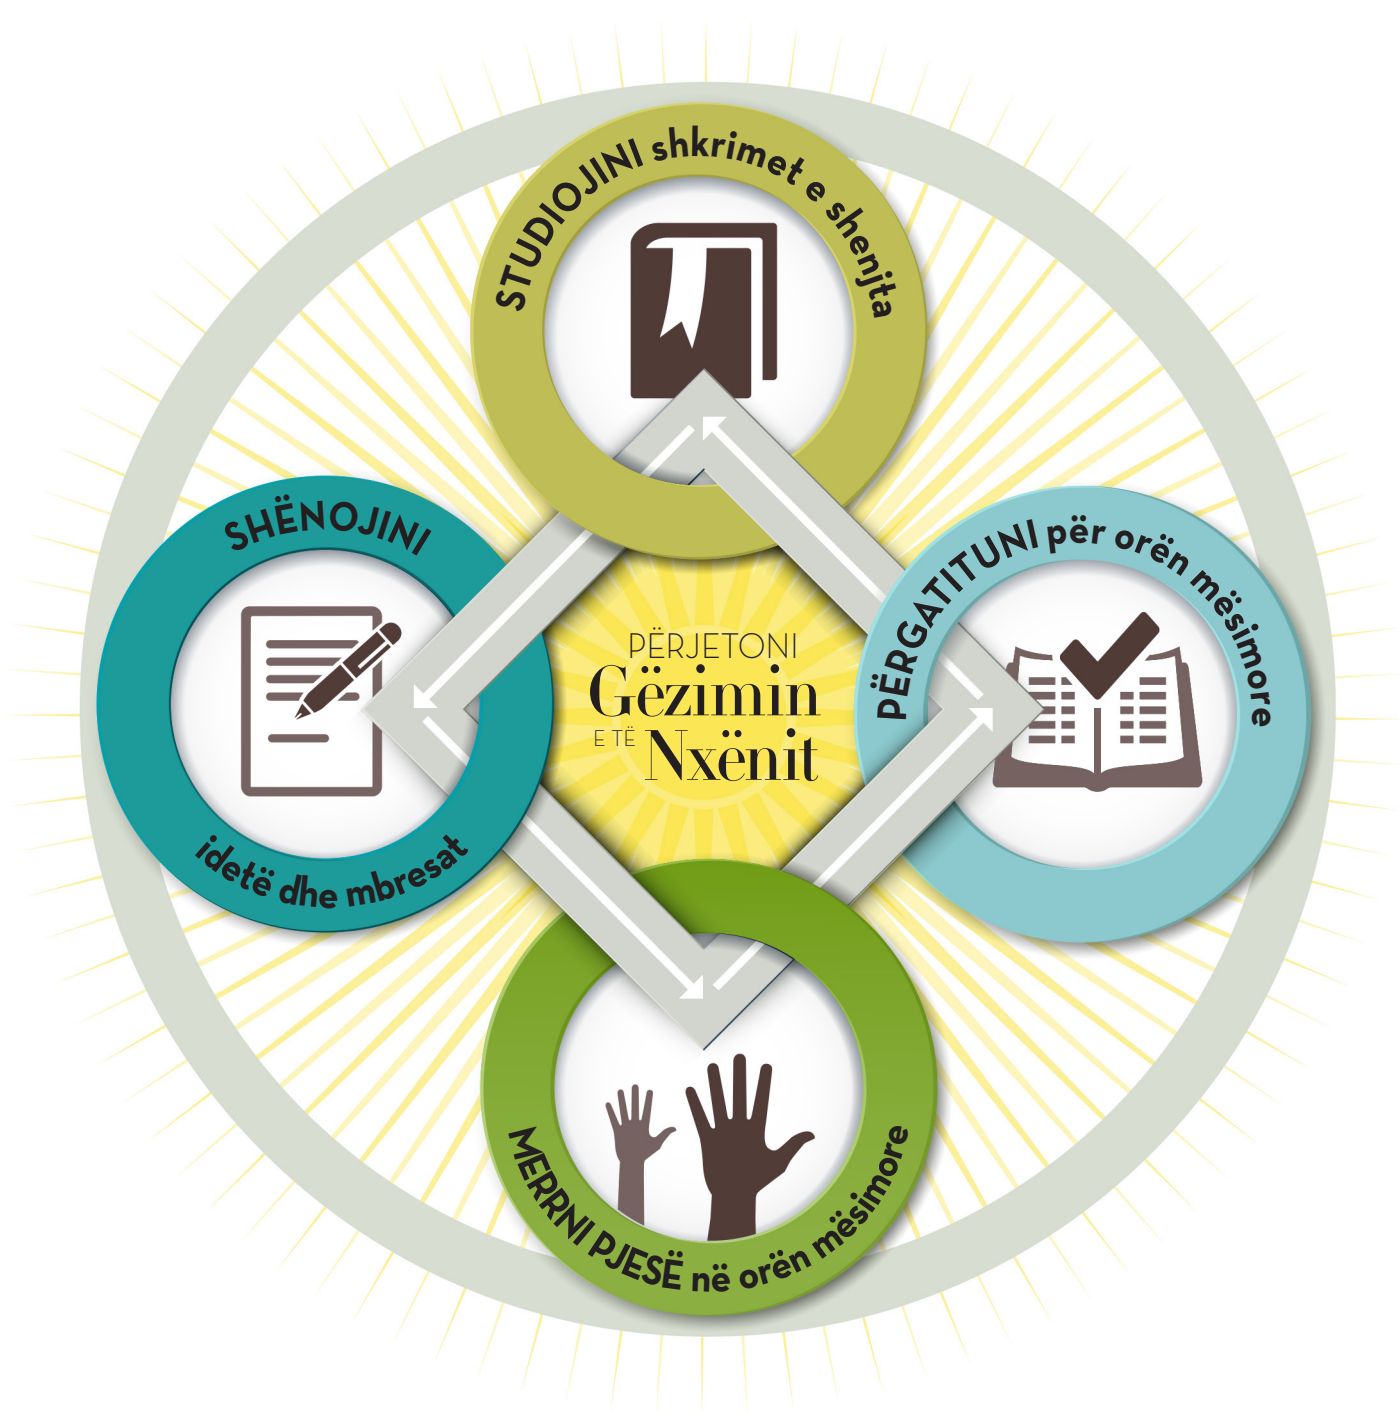 STUDIOJINI shkrimet e shenjta
SHËNOJINI
idetë dhe mbresat
PËRJETONI
Gëzimin
E TË Nxënit
PËRGATITUNI për orën mësimore
MERRNI PJESË në orën mësimore